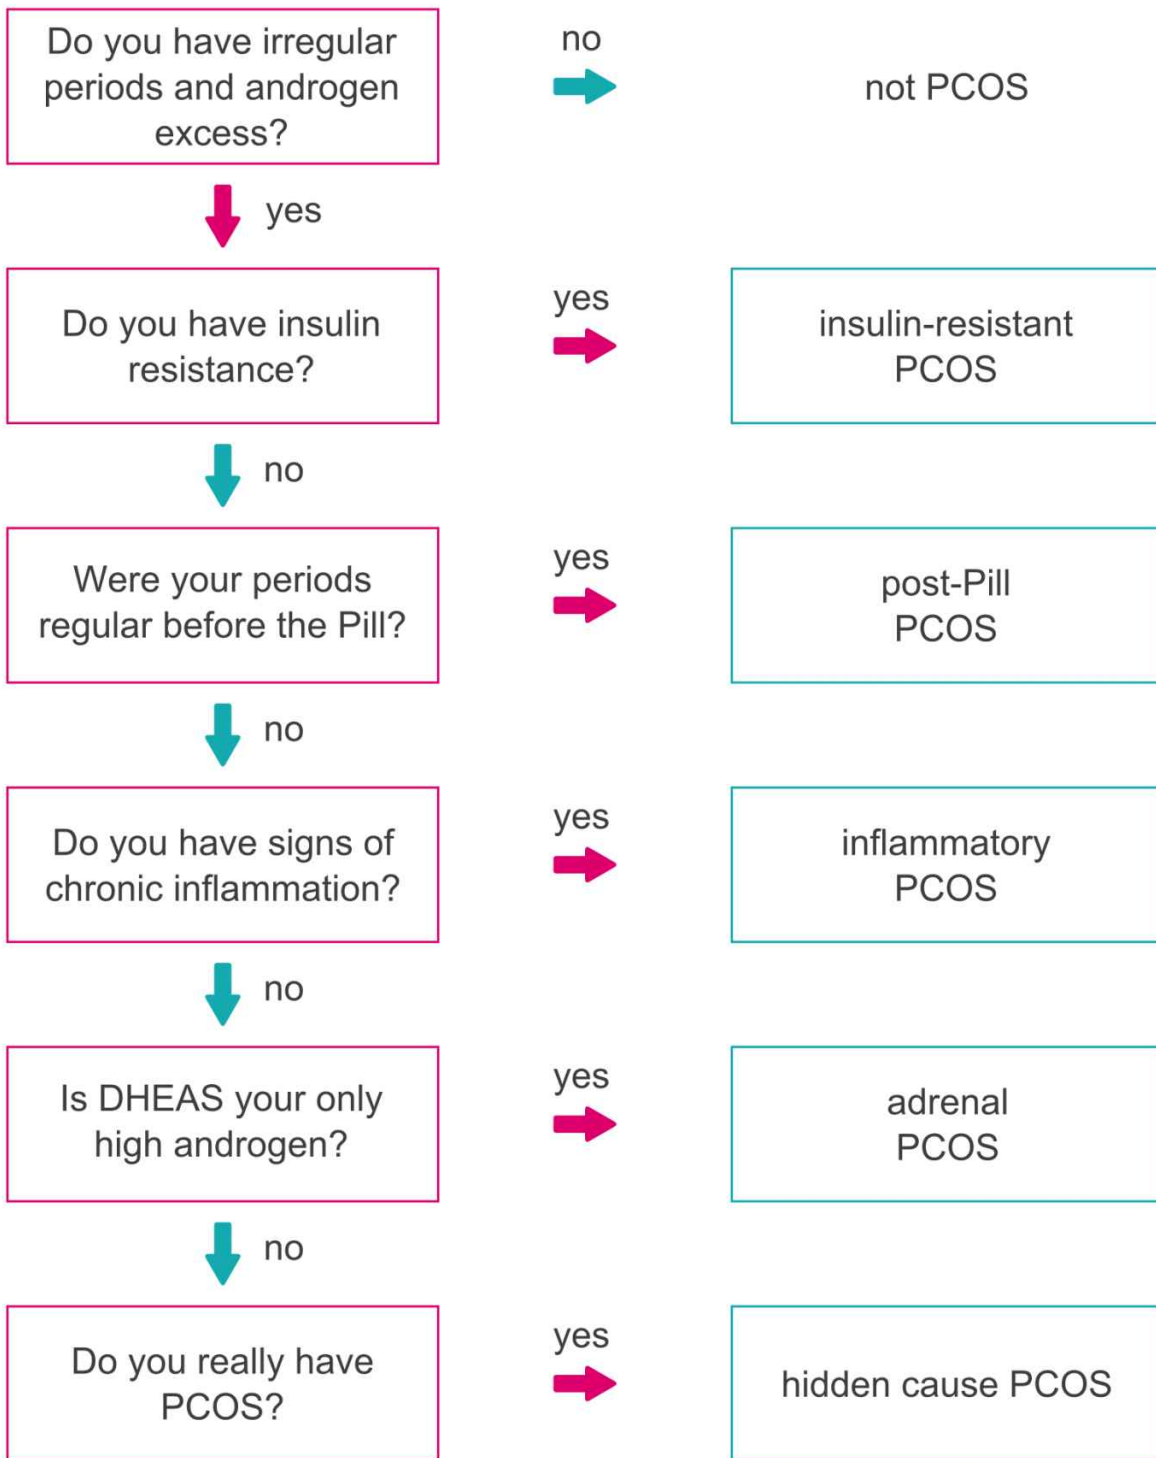 Do you have irregular
periods and androgen
excess?
no
not PCOS
yes
Do you have insulin
resistance?
yes
insulin-resistant
PCOS
no
Were your periods
regular before the Pill?
yes
post-Pill
PCOS
no
Do you have signs of
chronic inflammation?
yes
inflammatory
PCOS
no
Is DHEAS your only
high androgen?
yes
adrenal
PCOS
no
Do you really have
PCOS?
yes
hidden cause PCOS